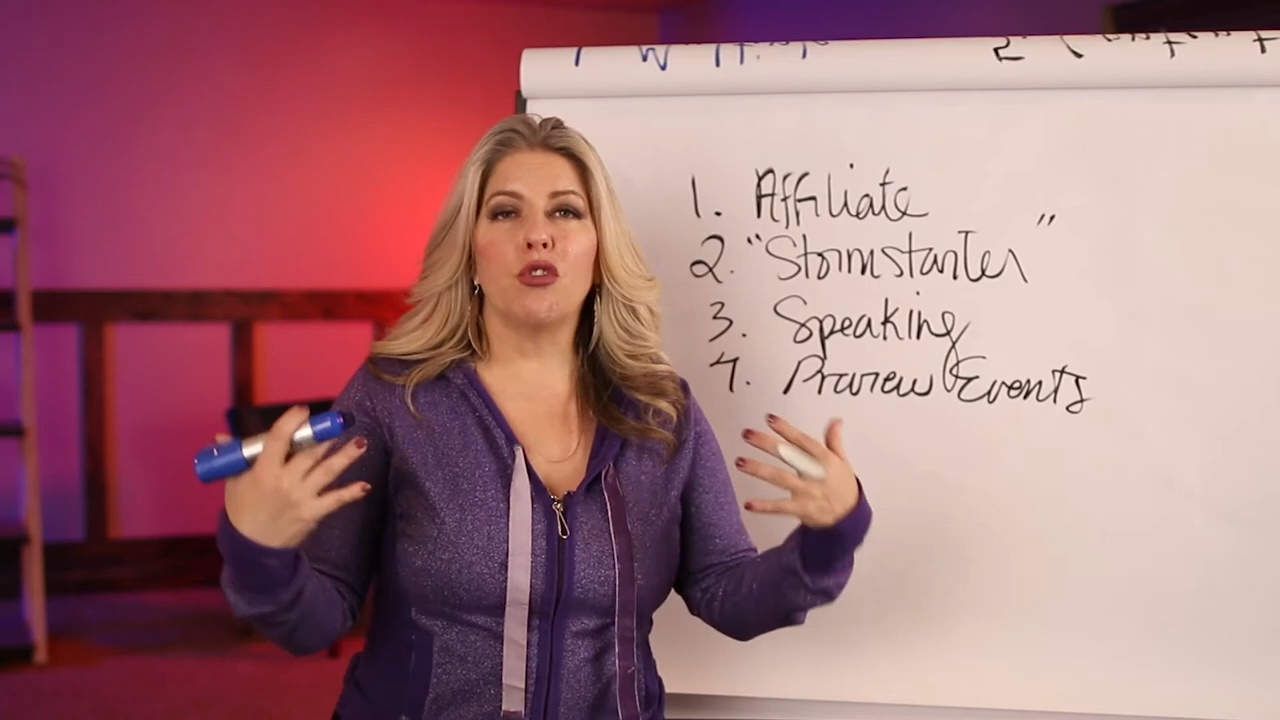 1. Affiliate
2. "Stormstarter"
3. Speaking
4. Preview Events